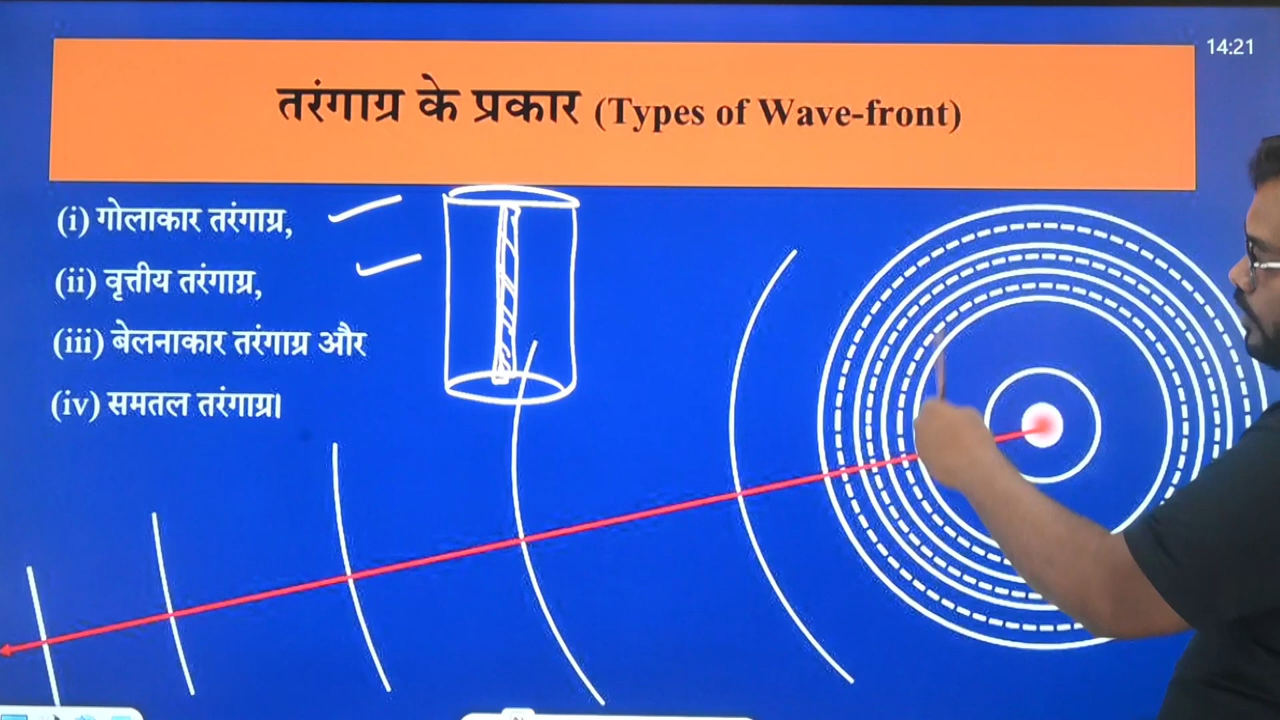 14:21
तरंगाग्र के प्रकार (Types of Wave-front)
(i) गोलाकार तरंगाग्र,
(ii) वृत्तीय तरंगाग्र,
(iii) बेलनाकार तरंगाग्र और
(iv) समतल तरंगाग्र।